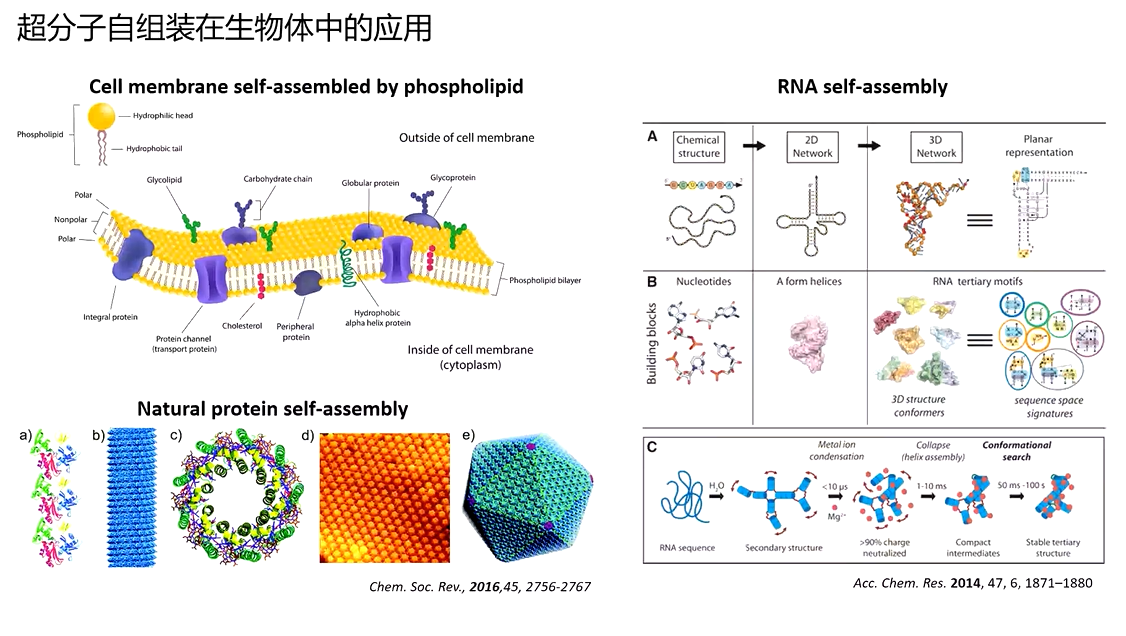 超分子自组装在生物体中的应用
Cell membrane self-assembled by phospholipid
Phospholipid
Hydrophilic head
Hydrophobic tail
Outside of cell membrane
Glycolipid
Carbohydrate chain
Globular protein
Glycoprotein
Polar
Nonpolar
Polar
Phospholipid bilayer
Integral protein
Protein channel
(transport protein)
Cholesterol
Peripheral
protein
Hydrophobic
alpha helix protein
Inside of cell membrane
(cytoplasm)
Natural protein self-assembly
a)
b)
c)
d)
e)
Chem. Soc. Rev., 2016,45, 2756-2767
RNA self-assembly
A
Chemical
structure
2D
Network
3D
Network
Planar
representation
B
Building blocks
Nucleotides
A form helices
RNA tertiary motifs
3D structure
conformers
sequence space
signatures
C
Metal ion
condensation
Collapse
(helix assembly)
Conformational
search
H₂O
<10 μs
Mg²⁺
1-10 ms
50 ms -100 s
RNA sequence
Secondary structure
>90% charge
neutralized
Compact
intermediates
Stable tertiary
structure
Acc. Chem. Res. 2014, 47, 6, 1871–1880